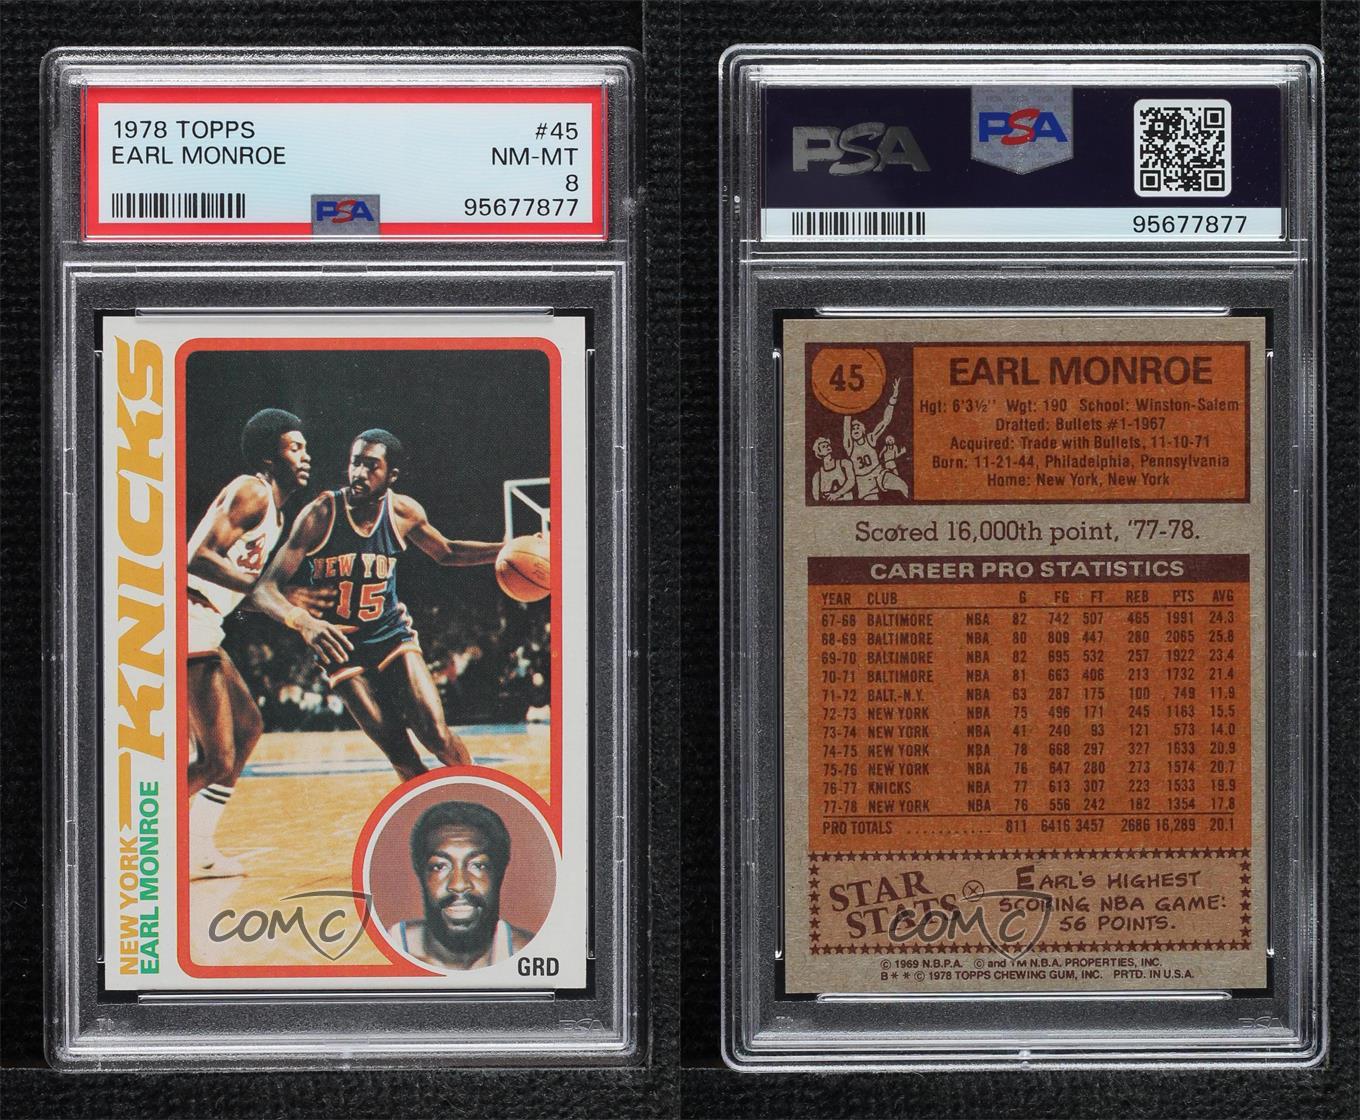 1978 TOPPS #45
EARL MONROE NM-MT
8
PSA 95677877
KNICKS
NEW YORK
EARL MONROE
NEW YOR
15
GRD
COMC
PSA PSA
95677877
45
EARL MONROE
Hgt: 6'3½" Wgt: 190 School: Winston-Salem
Drafted: Bullets #1-1967
Acquired: Trade with Bullets, 11-10-71
Born: 11-21-44, Philadelphia, Pennsylvania
Home: New York, New York
30
Scored 16,000th point, '77-78.
CAREER PRO STATISTICS
YEAR CLUB G FG FT REB PTS AVG
67-68 BALTIMORE NBA 82 742 507 465 1991 24.3
68-69 BALTIMORE NBA 80 809 447 280 2065 25.8
69-70 BALTIMORE NBA 82 695 532 257 1922 23.4
70-71 BALTIMORE NBA 81 663 406 213 1732 21.4
71-72 BALT.-N.Y. NBA 63 287 175 100 749 11.9
72-73 NEW YORK NBA 75 496 171 245 1163 15.5
73-74 NEW YORK NBA 41 240 93 121 573 14.0
74-75 NEW YORK NBA 78 668 297 327 1633 20.9
75-76 NEW YORK NBA 76 647 280 273 1574 20.7
76-77 KNICKS NBA 77 613 307 223 1533 19.9
77-78 NEW YORK NBA 76 556 242 182 1354 17.8
PRO TOTALS ............ 811 6416 3457 2686 16,289 20.1
STAR STATS
EARL'S HIGHEST
SCORING NBA GAME:
56 POINTS.
COMC
© 1969 N.B.P.A. © and TM N.B.A. PROPERTIES, INC.
B** © 1978 TOPPS CHEWING GUM, INC. PRTD. IN U.S.A.
PSA